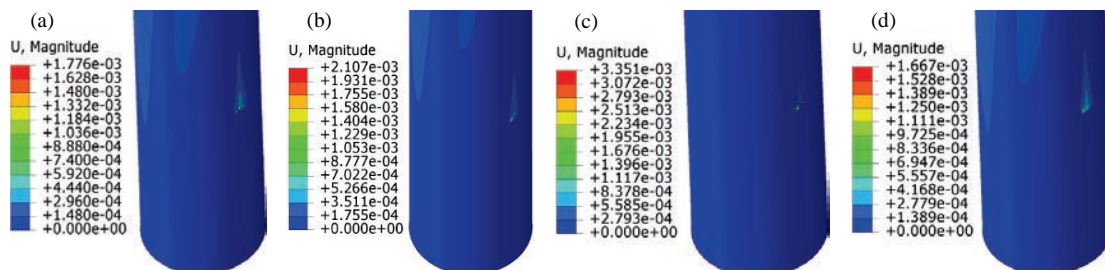 (a)
U, Magnitude
+1.776e-03
+1.628e-03
+1.480e-03
+1.332e-03
+1.184e-03
+1.036e-03
+8.880e-04
+7.400e-04
+5.920e-04
+4.440e-04
+2.960e-04
+1.480e-04
+0.000e+00
(b)
U, Magnitude
+2.107e-03
+1.931e-03
+1.755e-03
+1.580e-03
+1.404e-03
+1.229e-03
+1.053e-03
+8.777e-04
+7.022e-04
+5.266e-04
+3.511e-04
+1.755e-04
+0.000e+00
(c)
U, Magnitude
+3.351e-03
+3.072e-03
+2.793e-03
+2.513e-03
+2.234e-03
+1.955e-03
+1.676e-03
+1.396e-03
+1.117e-03
+8.378e-04
+5.585e-04
+2.793e-04
+0.000e+00
(d)
U, Magnitude
+1.667e-03
+1.528e-03
+1.389e-03
+1.250e-03
+1.111e-03
+9.725e-04
+8.336e-04
+6.947e-04
+5.557e-04
+4.168e-04
+2.779e-04
+1.389e-04
+0.000e+00